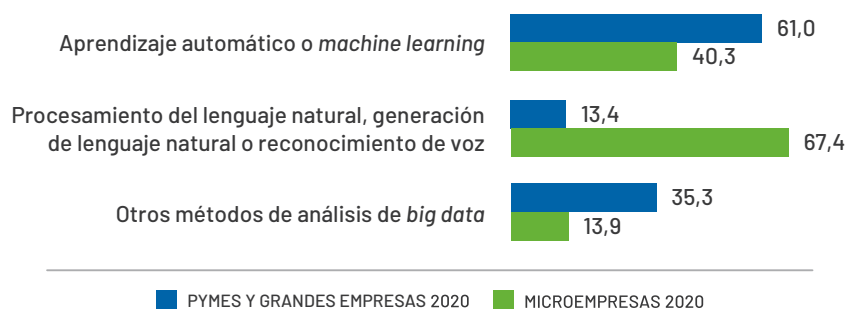 Aprendizaje automático o machine learning
61,0
40,3
Procesamiento del lenguaje natural, generación
de lenguaje natural o reconocimiento de voz
13,4
67,4
Otros métodos de análisis de big data
35,3
13,9
PYMES Y GRANDES EMPRESAS 2020
MICROEMPRESAS 2020